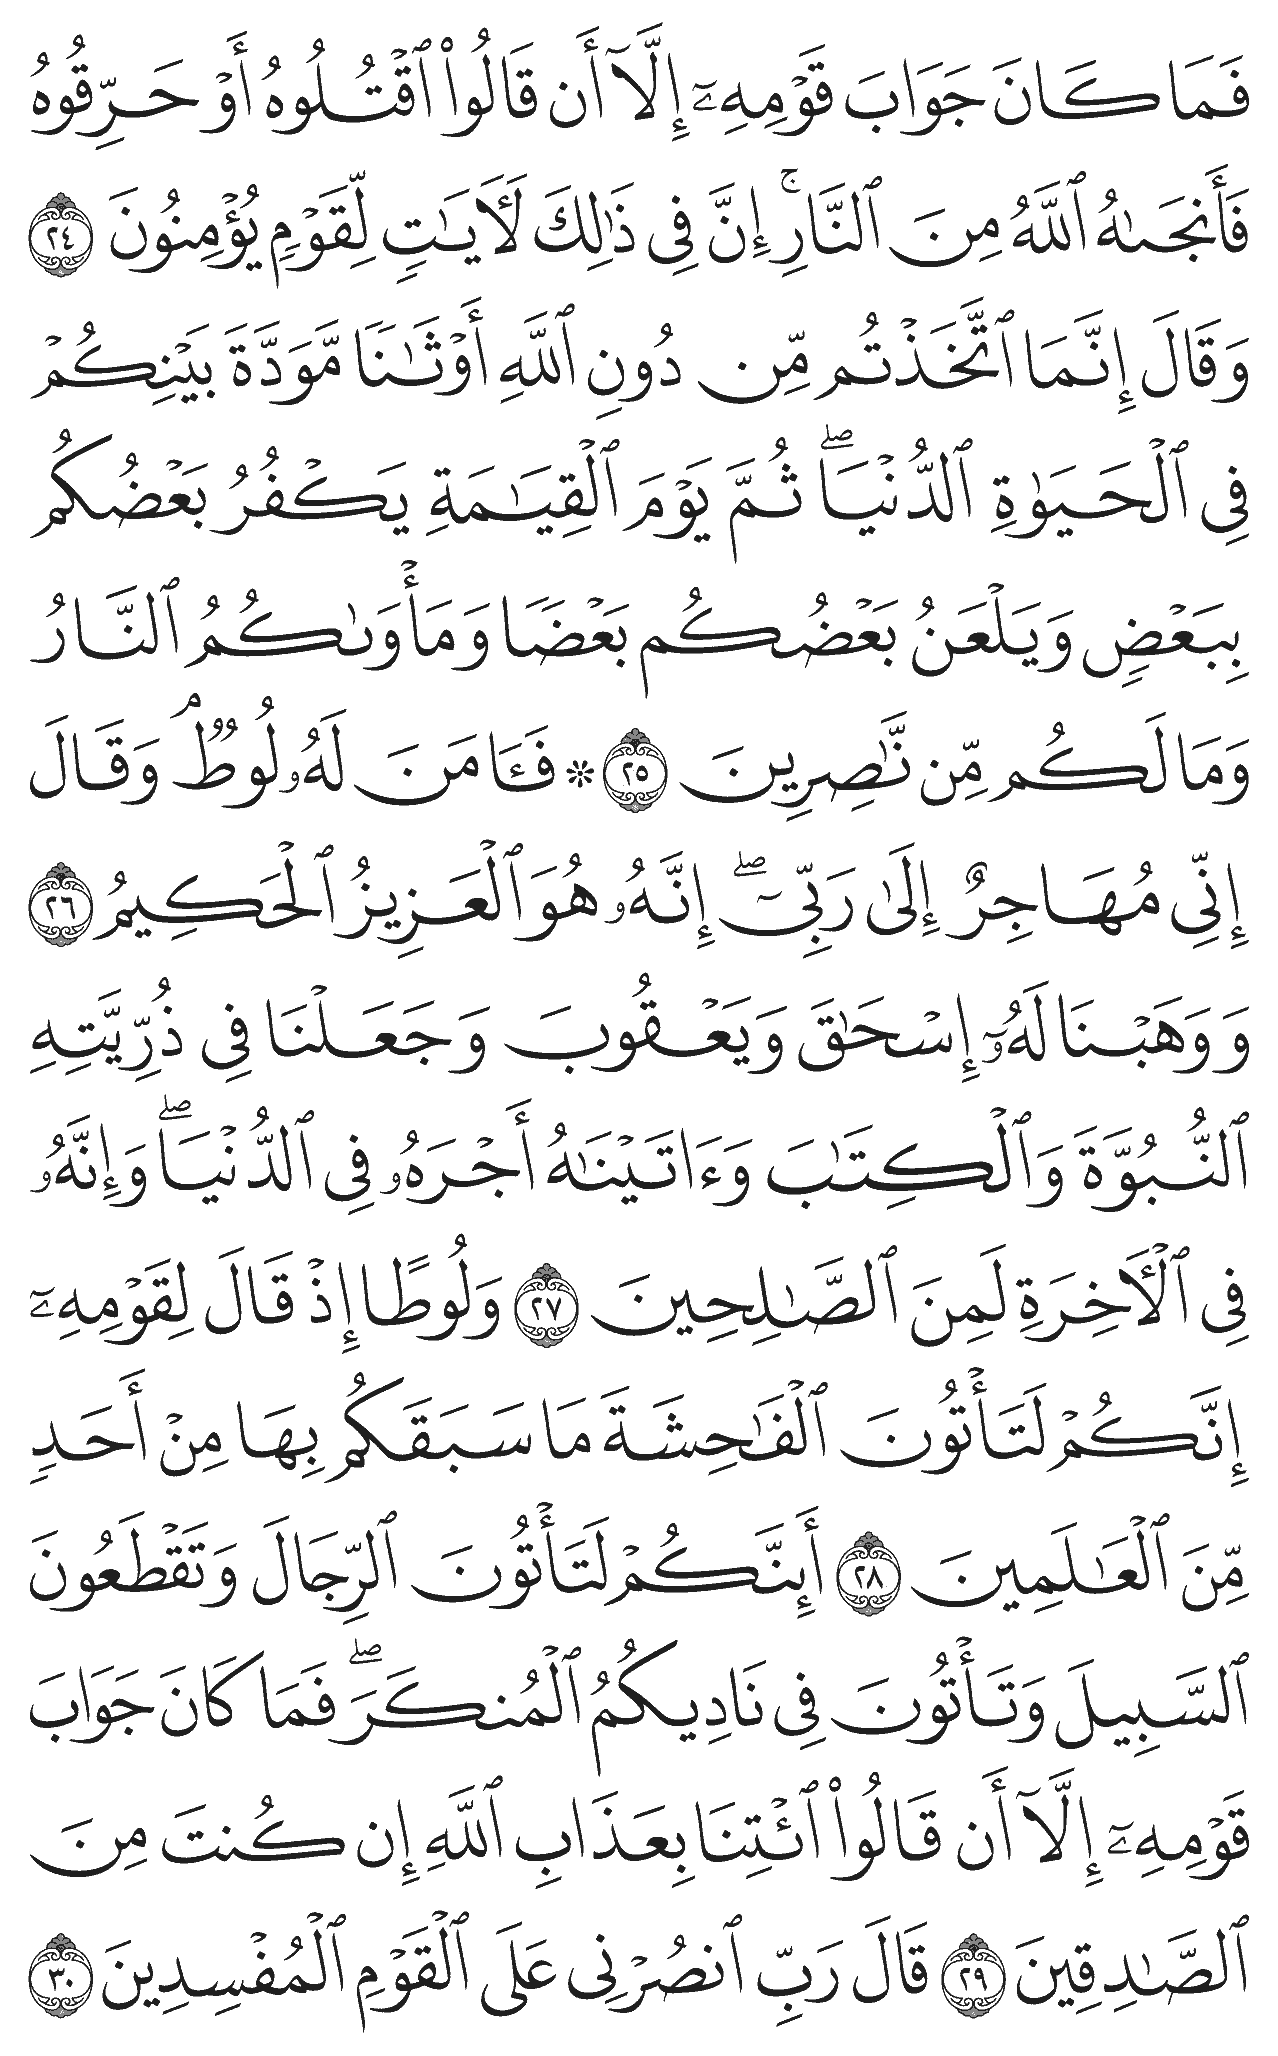 فَمَا كَانَ جَوَابَ قَوْمِهِۦٓ إِلَّآ أَن قَالُوا۟ ٱقْتُلُوهُ أَوْ حَرِّقُوهُ
فَأَنجَىٰهُ ٱللَّهُ مِنَ ٱلنَّارِ ۚ إِنَّ فِى ذَٰلِكَ لَـَٔايَـٰتٍ لِّقَوْمٍ يُؤْمِنُونَ ٢٤
وَقَالَ إِنَّمَا ٱتَّخَذْتُم مِّن دُونِ ٱللَّهِ أَوْثَـٰنًا مَّوَدَّةَ بَيْنِكُمْ
فِى ٱلْحَيَوٰةِ ٱلدُّنْيَا ۖ ثُمَّ يَوْمَ ٱلْقِيَـٰمَةِ يَكْفُرُ بَعْضُكُم
بِبَعْضٍ وَيَلْعَنُ بَعْضُكُم بَعْضًا وَمَأْوَىٰكُمُ ٱلنَّارُ
وَمَا لَكُم مِّن نَّـٰصِرِينَ ٢٥ ۞ فَـَٔامَنَ لَهُۥ لُوطٌ ۘ وَقَالَ
إِنِّى مُهَاجِرٌ إِلَىٰ رَبِّىٓ ۖ إِنَّهُۥ هُوَ ٱلْعَزِيزُ ٱلْحَكِيمُ ٢٦
وَوَهَبْنَا لَهُۥٓ إِسْحَـٰقَ وَيَعْقُوبَ وَجَعَلْنَا فِى ذُرِّيَّتِهِ
ٱلنُّبُوَّةَ وَٱلْكِتَـٰبَ وَءَاتَيْنَـٰهُ أَجْرَهُۥ فِى ٱلدُّنْيَا ۖ وَإِنَّهُۥ
فِى ٱلْـَٔاخِرَةِ لَمِنَ ٱلصَّـٰلِحِينَ ٢٧ وَلُوطًا إِذْ قَالَ لِقَوْمِهِۦٓ
إِنَّكُمْ لَتَأْتُونَ ٱلْفَـٰحِشَةَ مَا سَبَقَكُم بِهَا مِنْ أَحَدٍ
مِّنَ ٱلْعَـٰلَمِينَ ٢٨ أَئِنَّكُمْ لَتَأْتُونَ ٱلرِّجَالَ وَتَقْطَعُونَ
ٱلسَّبِيلَ وَتَأْتُونَ فِى نَادِيكُمُ ٱلْمُنكَرَ ۖ فَمَا كَانَ جَوَابَ
قَوْمِهِۦٓ إِلَّآ أَن قَالُوا۟ ٱئْتِنَا بِعَذَابِ ٱللَّهِ إِن كُنتَ مِنَ
ٱلصَّـٰدِقِينَ ٢٩ قَالَ رَبِّ ٱنصُرْنِى عَلَى ٱلْقَوْمِ ٱلْمُفْسِدِينَ ٣٠